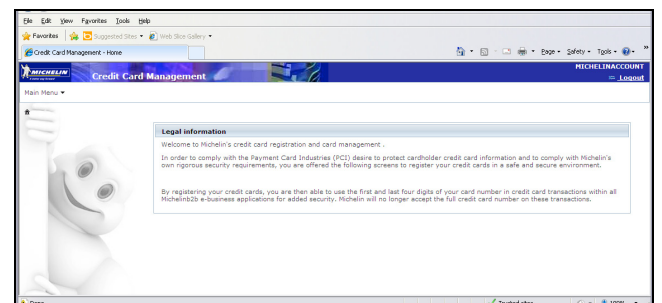 File Edit View Favorites Tools Help
Favorites Suggested Sites Web Slice Gallery
Credit Card Management - Home Page Safety Tools
MICHELIN Credit Card Management MICHELINACCOUNT
Logout
Main Menu
Legal information
Welcome to Michelin's credit card registration and card management .
In order to comply with the Payment Card Industries (PCI) desire to protect cardholder credit card information and to comply with Michelin's
own rigorous security requirements, you are offered the following screens to register your credit cards in a safe and secure environment.
By registering your credit cards, you are then able to use the first and last four digits of your card number in credit card transactions within all
Michelinb2b e-business applications for added security. Michelin will no longer accept the full credit card number on these transactions.
Done Trusted sites 100%